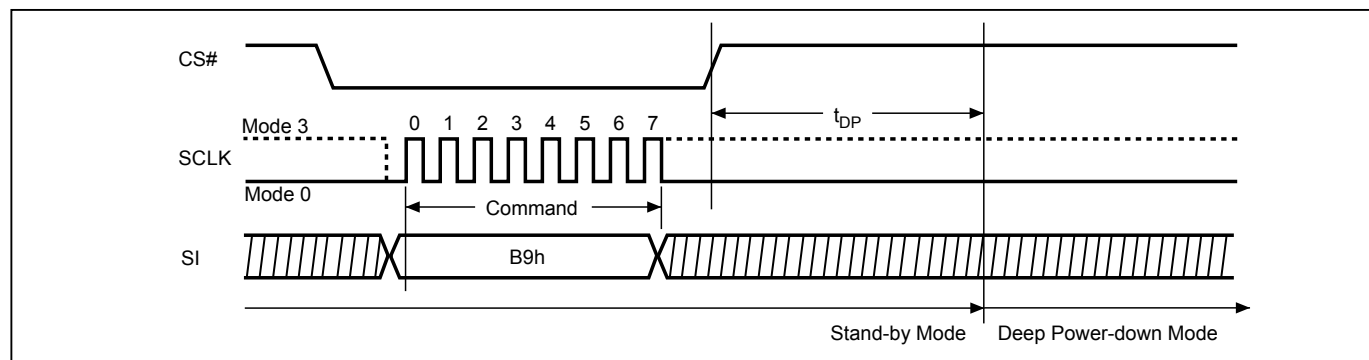 CS#
t_DP
Mode 3
0 1 2 3 4 5 6 7
SCLK
Mode 0
Command
SI
B9h
Stand-by Mode
Deep Power-down Mode